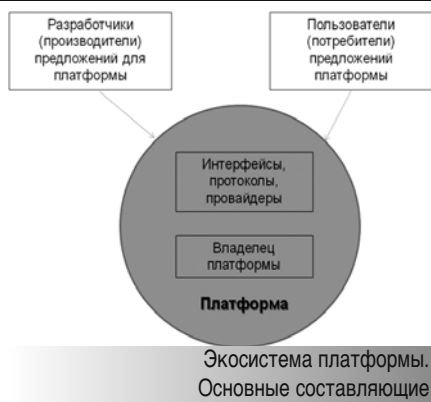 Разработчики
(производители)
предложений для
платформы
Пользователи
(потребители)
предложений
платформы
Интерфейсы,
протоколы,
провайдеры
Владелец
платформы
Платформа
Экосистема платформы.
Основные составляющие